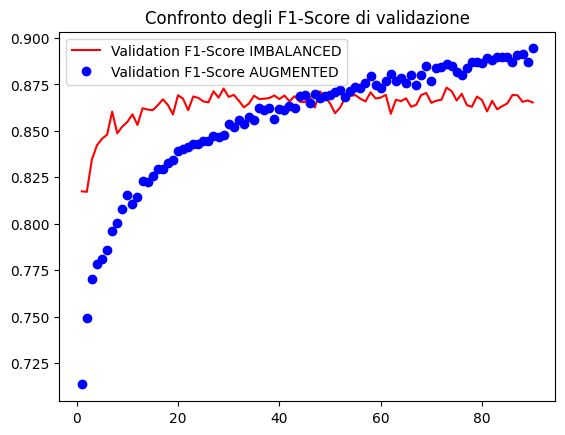 Confronto degli F1-Score di validazione
Validation F1-Score IMBALANCED
Validation F1-Score AUGMENTED
0.900
0.875
0.850
0.825
0.800
0.775
0.750
0.725
0 20 40 60 80